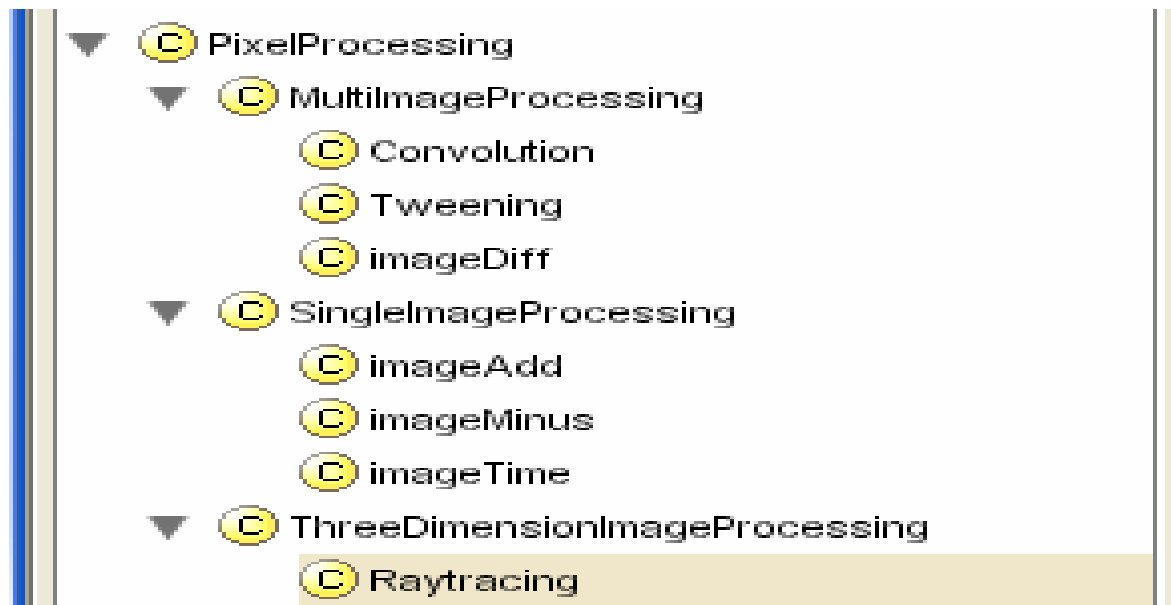 C PixelProcessing
C MultiImageProcessing
C Convolution
C Tweening
C imageDiff
C SingleImageProcessing
C imageAdd
C imageMinus
C imageTime
C ThreeDimensionImageProcessing
C Raytracing